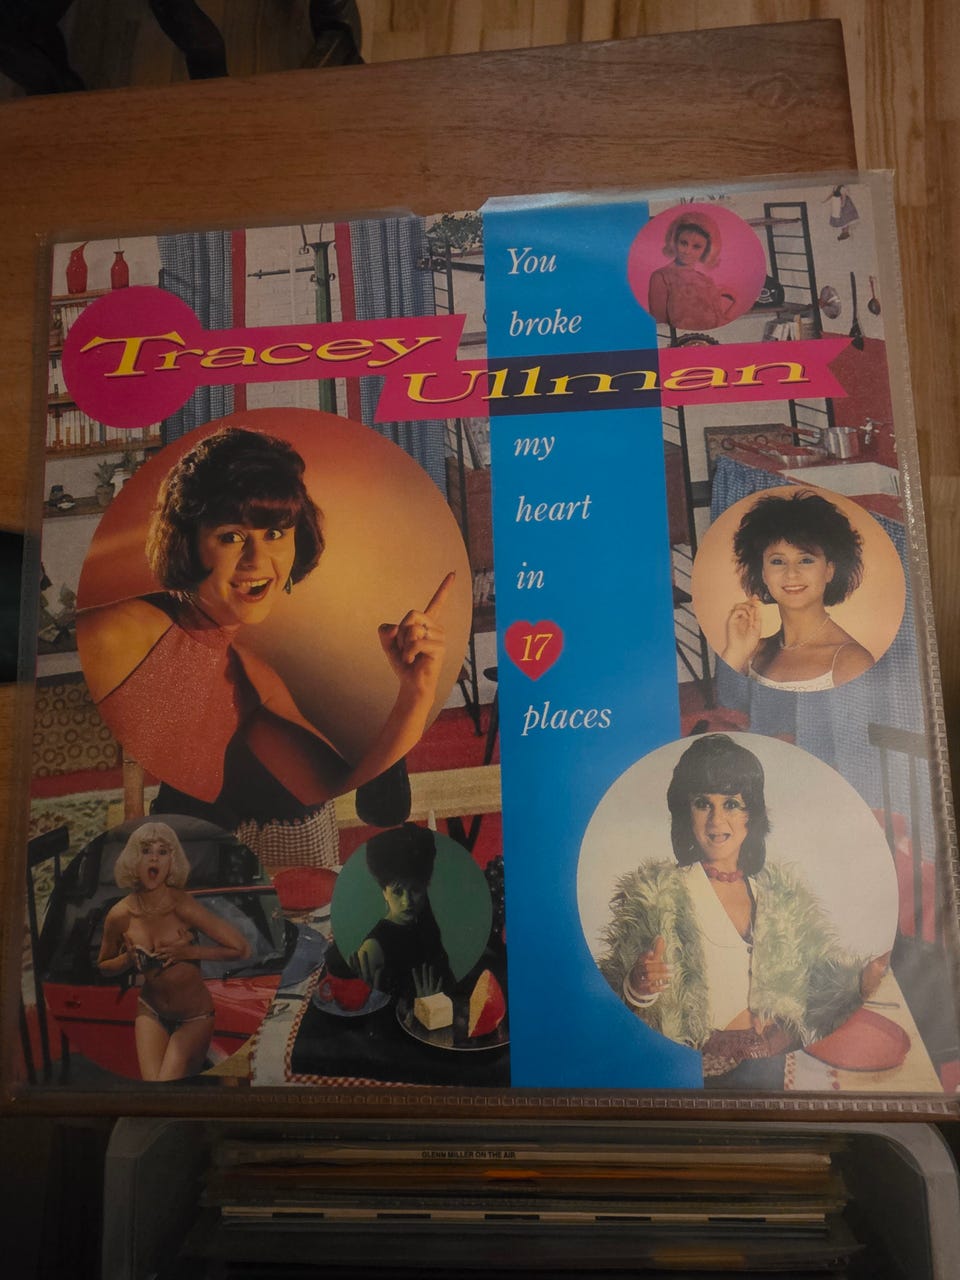 Tracey
Ullman
You
broke
my
heart
in
17
places
GLENN MILLER ON THE AIR